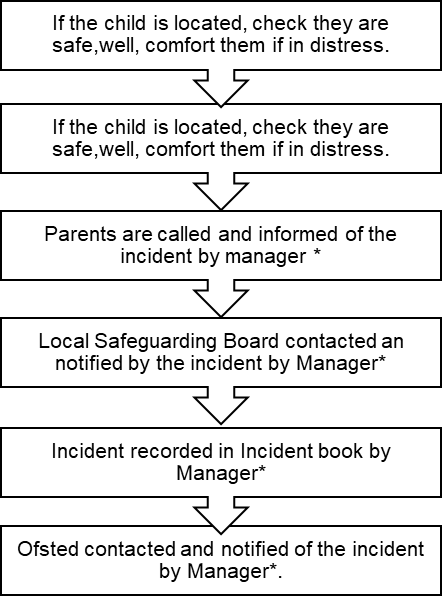 If the child is located, check they are
safe,well, comfort them if in distress.
If the child is located, check they are
safe,well, comfort them if in distress.
Parents are called and informed of the
incident by manager *
Local Safeguarding Board contacted an
notified by the incident by Manager*
Incident recorded in Incident book by
Manager*
Ofsted contacted and notified of the incident
by Manager*.